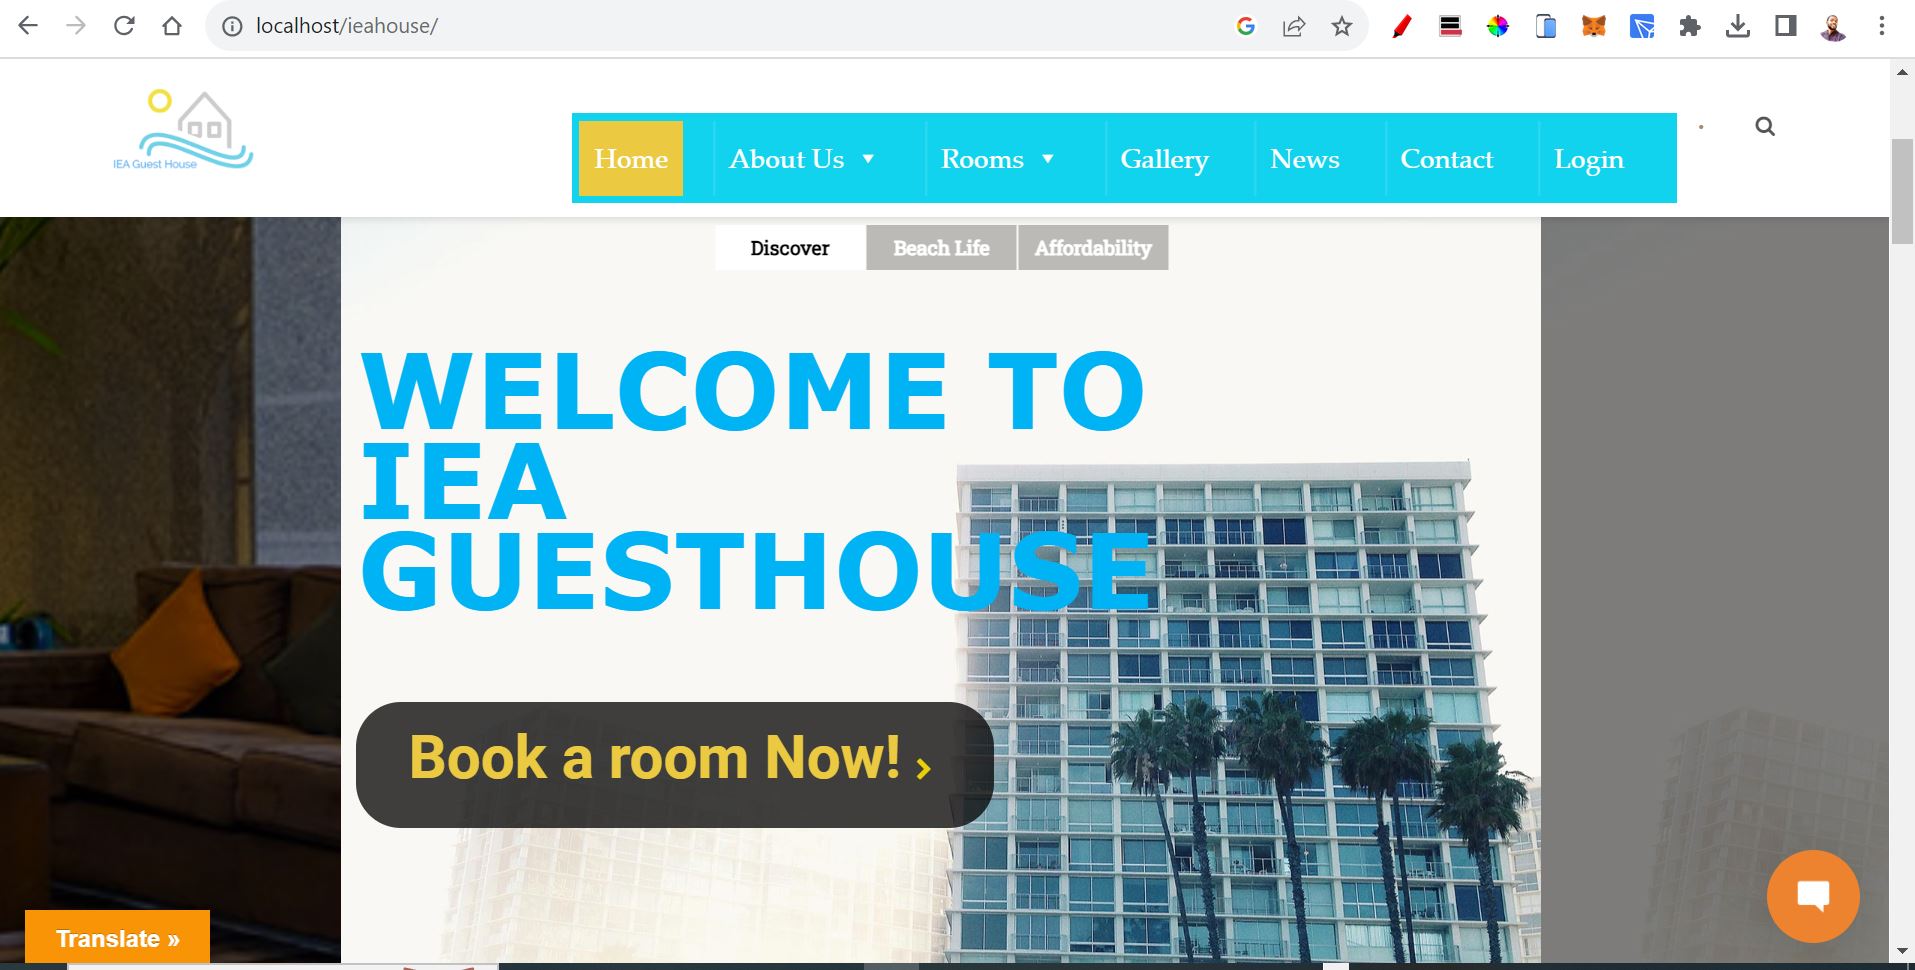 localhost/ieahouse/
IEA Guest House
Home
About Us
Rooms
Gallery
News
Contact
Login
Discover
Beach Life
Affordability
WELCOME TO
IEA
GUESTHOUSE
Book a room Now! ›
Translate »